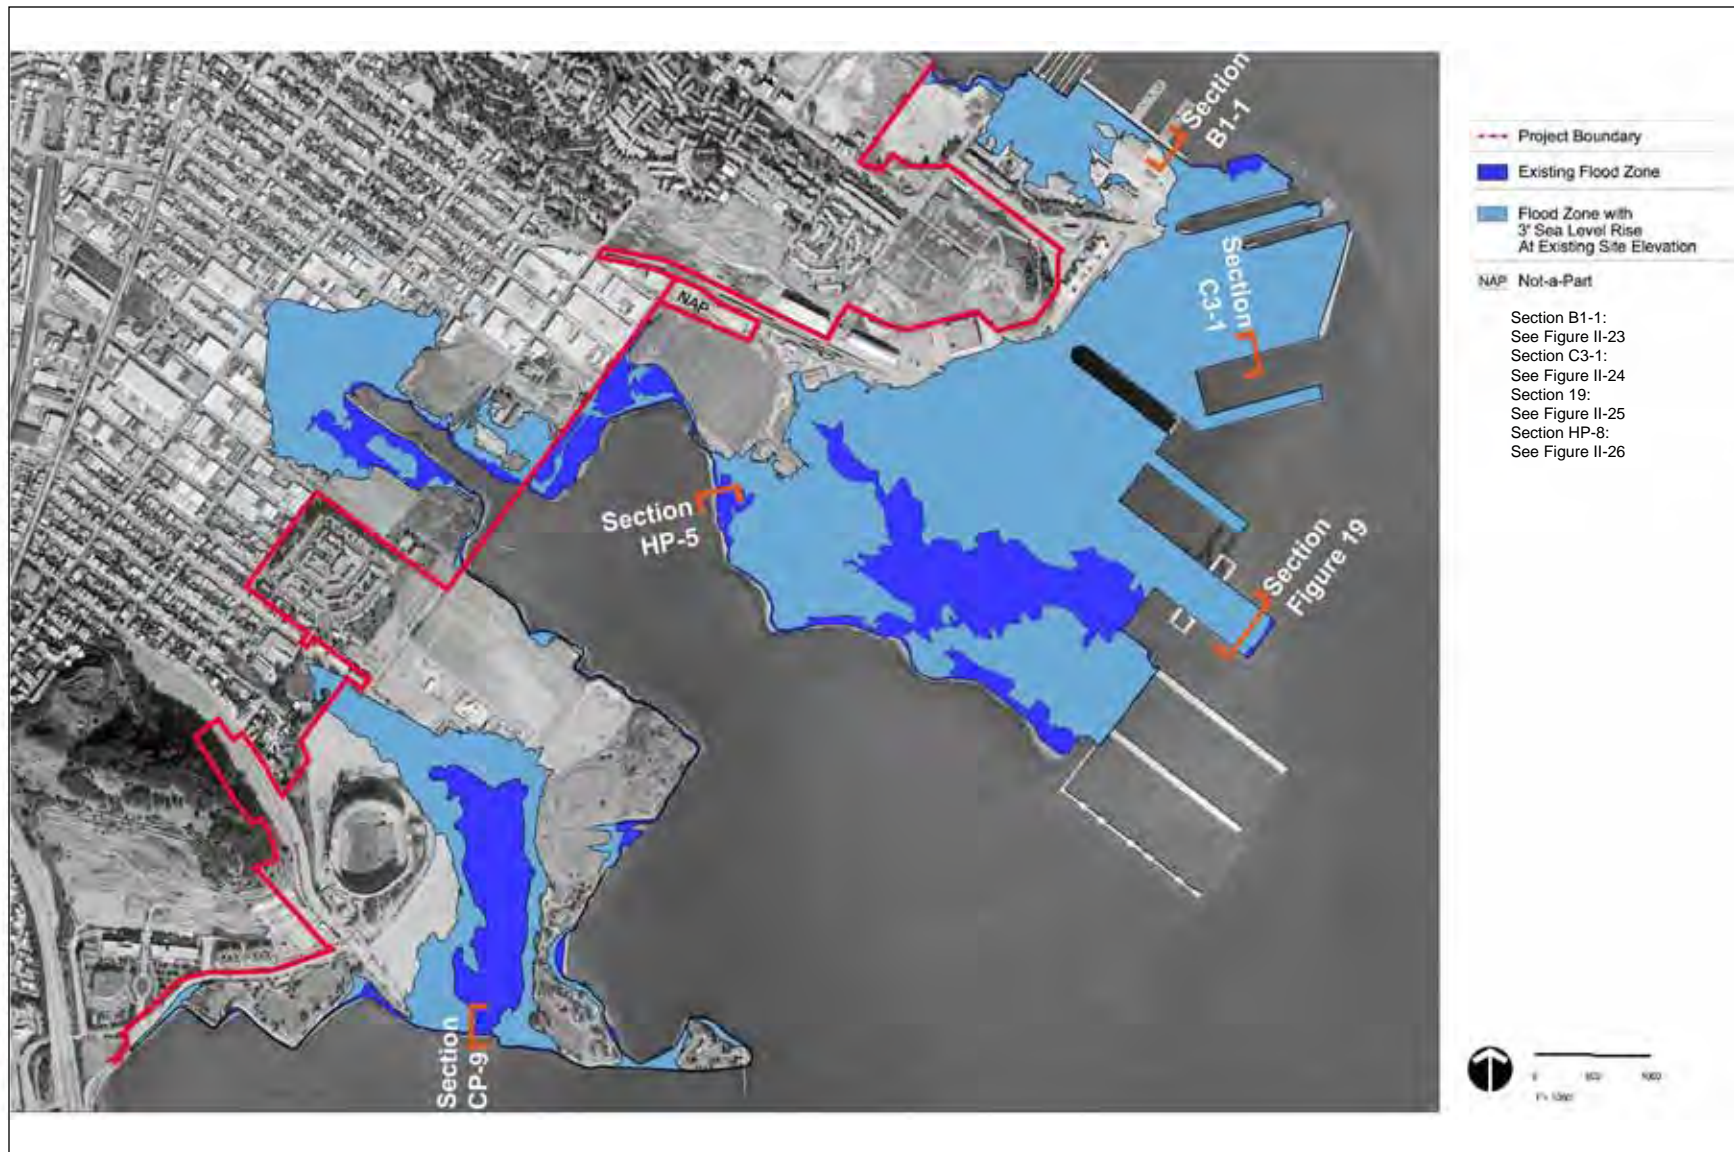 Section
B1-1
Section
C3-1
NAP
Section
HP-5
Section
Figure 19
Section
CP-9
Project Boundary
Existing Flood Zone
Flood Zone with
3' Sea Level Rise
At Existing Site Elevation
NAP Not-a-Part
Section B1-1:
See Figure II-23
Section C3-1:
See Figure II-24
Section 19:
See Figure II-25
Section HP-8:
See Figure II-26
0